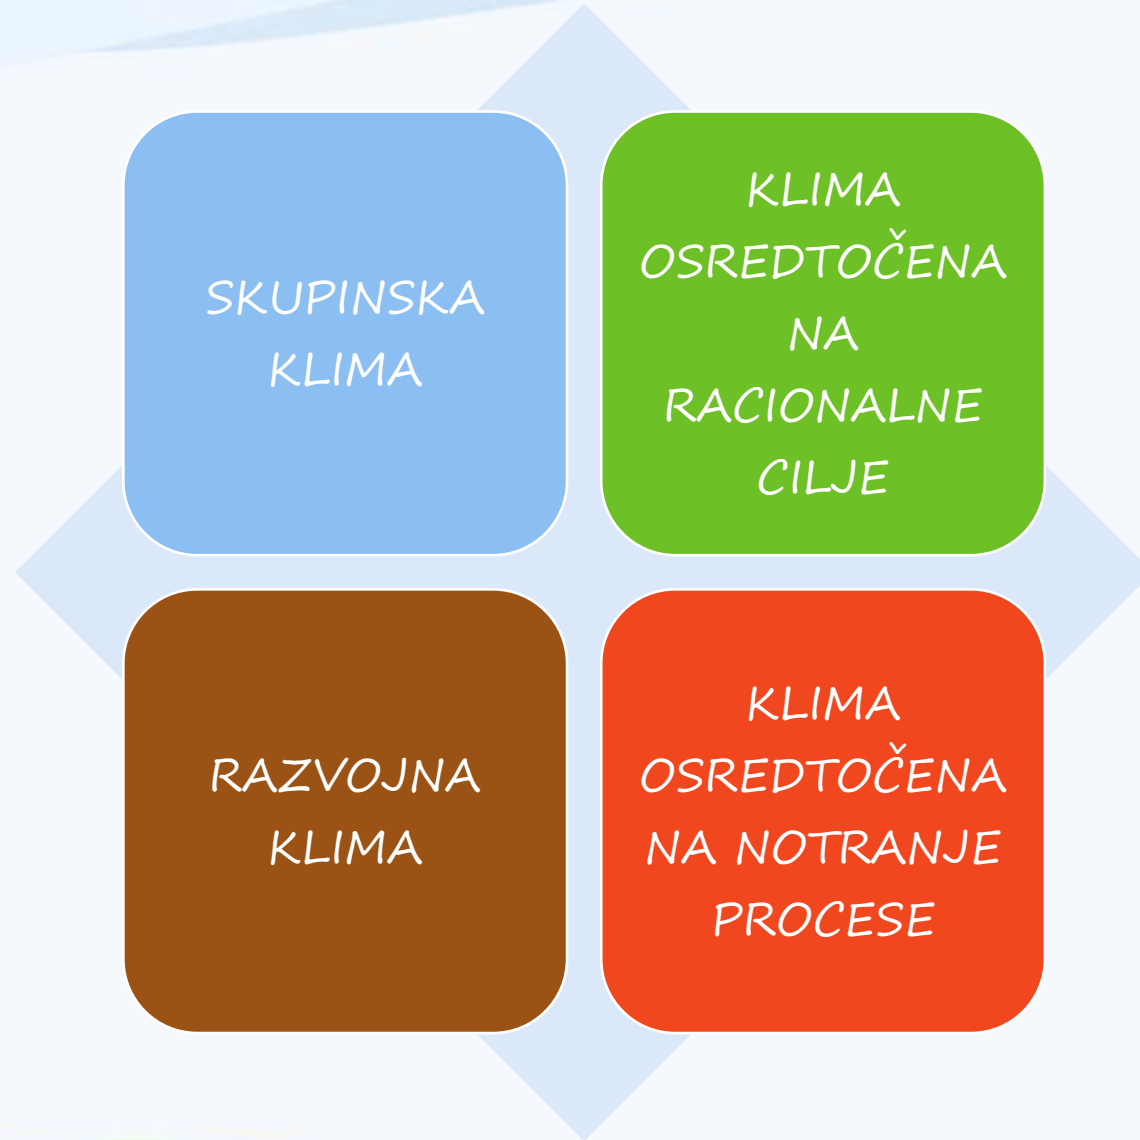 SKUPINSKA
KLIMA
KLIMA
OSREDTOČENA
NA
RACIONALNE
CILJE
RAZVOJNA
KLIMA
KLIMA
OSREDTOČENA
NA NOTRANJE
PROCESE